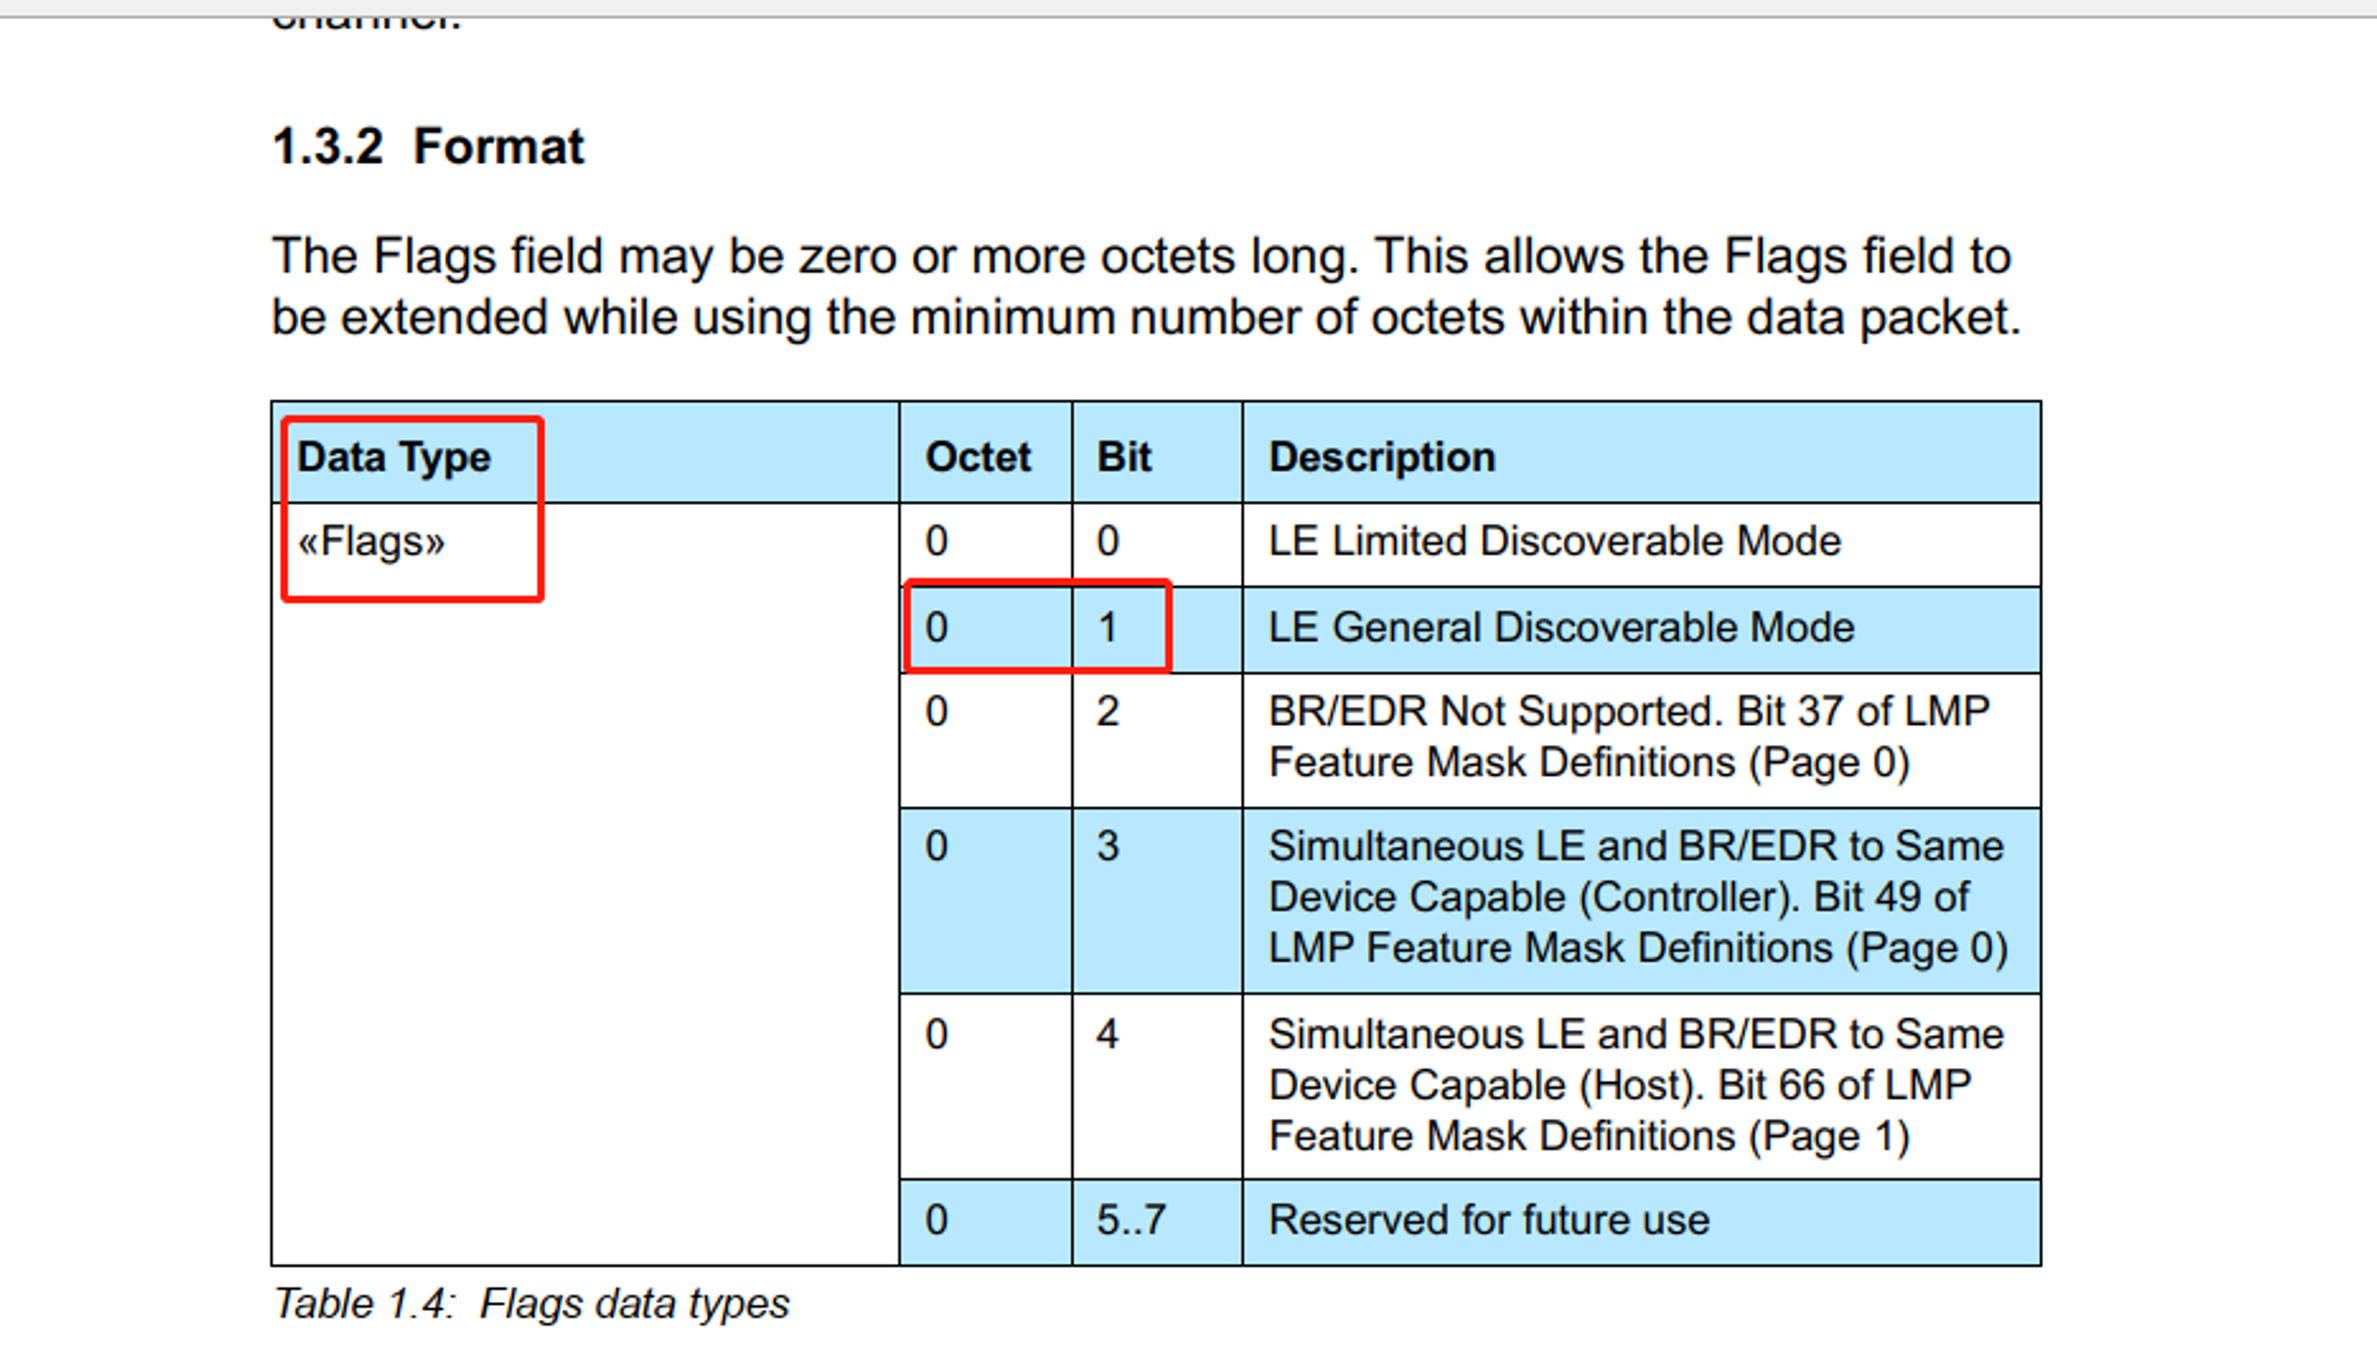 channel.
1.3.2 Format
The Flags field may be zero or more octets long. This allows the Flags field to
be extended while using the minimum number of octets within the data packet.
Data Type Octet Bit Description
«Flags» 0 0 LE Limited Discoverable Mode
0 1 LE General Discoverable Mode
0 2 BR/EDR Not Supported. Bit 37 of LMP
Feature Mask Definitions (Page 0)
0 3 Simultaneous LE and BR/EDR to Same
Device Capable (Controller). Bit 49 of
LMP Feature Mask Definitions (Page 0)
0 4 Simultaneous LE and BR/EDR to Same
Device Capable (Host). Bit 66 of LMP
Feature Mask Definitions (Page 1)
0 5..7 Reserved for future use
Table 1.4: Flags data types